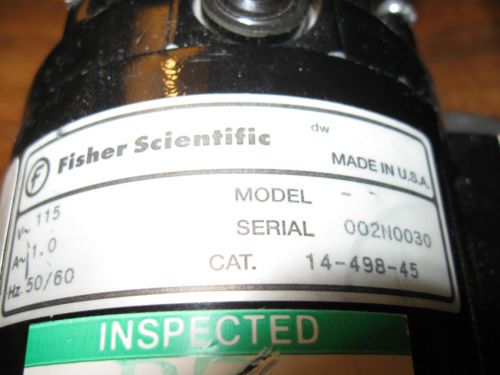 F Fisher Scientific
dw
MADE IN U.S.A.
MODEL - -
V~ 115
SERIAL 002N0030
A~ 1.0
CAT. 14-498-45
Hz 50/60
INSPECTED